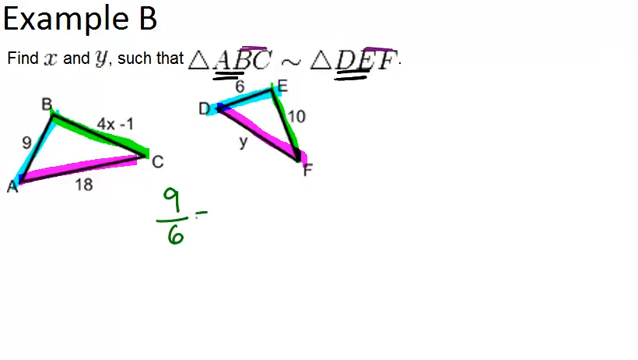 Example B
Find x and y, such that △ABC ∼ △DEF.
B
4x -1
9
A
18
C
6
E
D
10
y
F
9
6
=